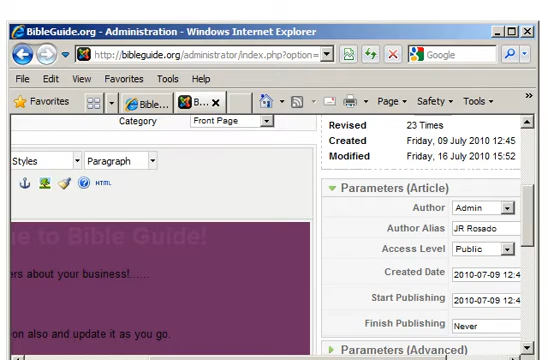 BibleGuide.org - Administration - Windows Internet Explorer
http://bibleguide.org/administrator/index.php?option=
Google
File Edit View Favorites Tools Help
Favorites
Bible...
B...
Page Safety Tools
»
Category Front Page
Styles Paragraph
HTML
e to Bible Guide!
ers about your business!......
on also and update it as you go.
Revised 23 Times
Created Friday, 09 July 2010 12:45
Modified Friday, 16 July 2010 15:52
Parameters (Article)
Author Admin
Author Alias JR Rosado
Access Level Public
Created Date 2010-07-09 12:4
Start Publishing 2010-07-09 12:4
Finish Publishing Never
Parameters (Advanced)